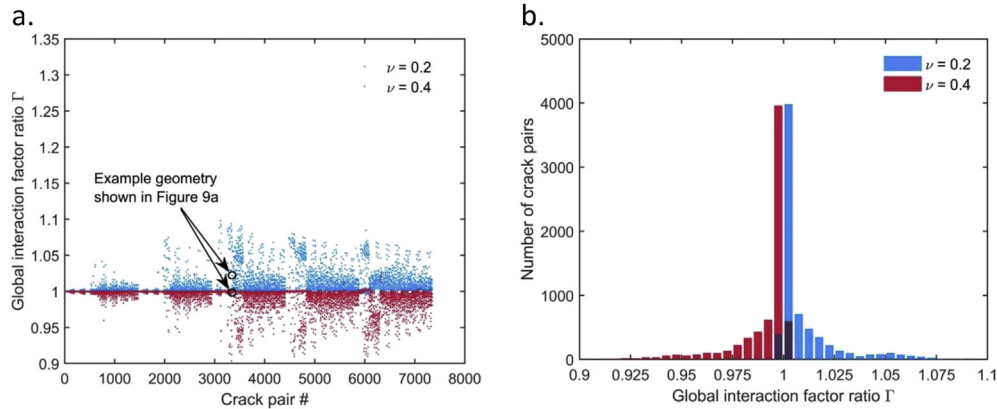 a.
1.35
1.3
1.25
1.2
1.15
1.1
1.05
1
0.95
0.9
Global interaction factor ratio Γ
ν = 0.2
ν = 0.4
Example geometry
shown in Figure 9a
0 1000 2000 3000 4000 5000 6000 7000 8000
Crack pair #
b.
5000
4000
3000
2000
1000
0
Number of crack pairs
ν = 0.2
ν = 0.4
0.9 0.925 0.95 0.975 1 1.025 1.05 1.075 1.1
Global interaction factor ratio Γ